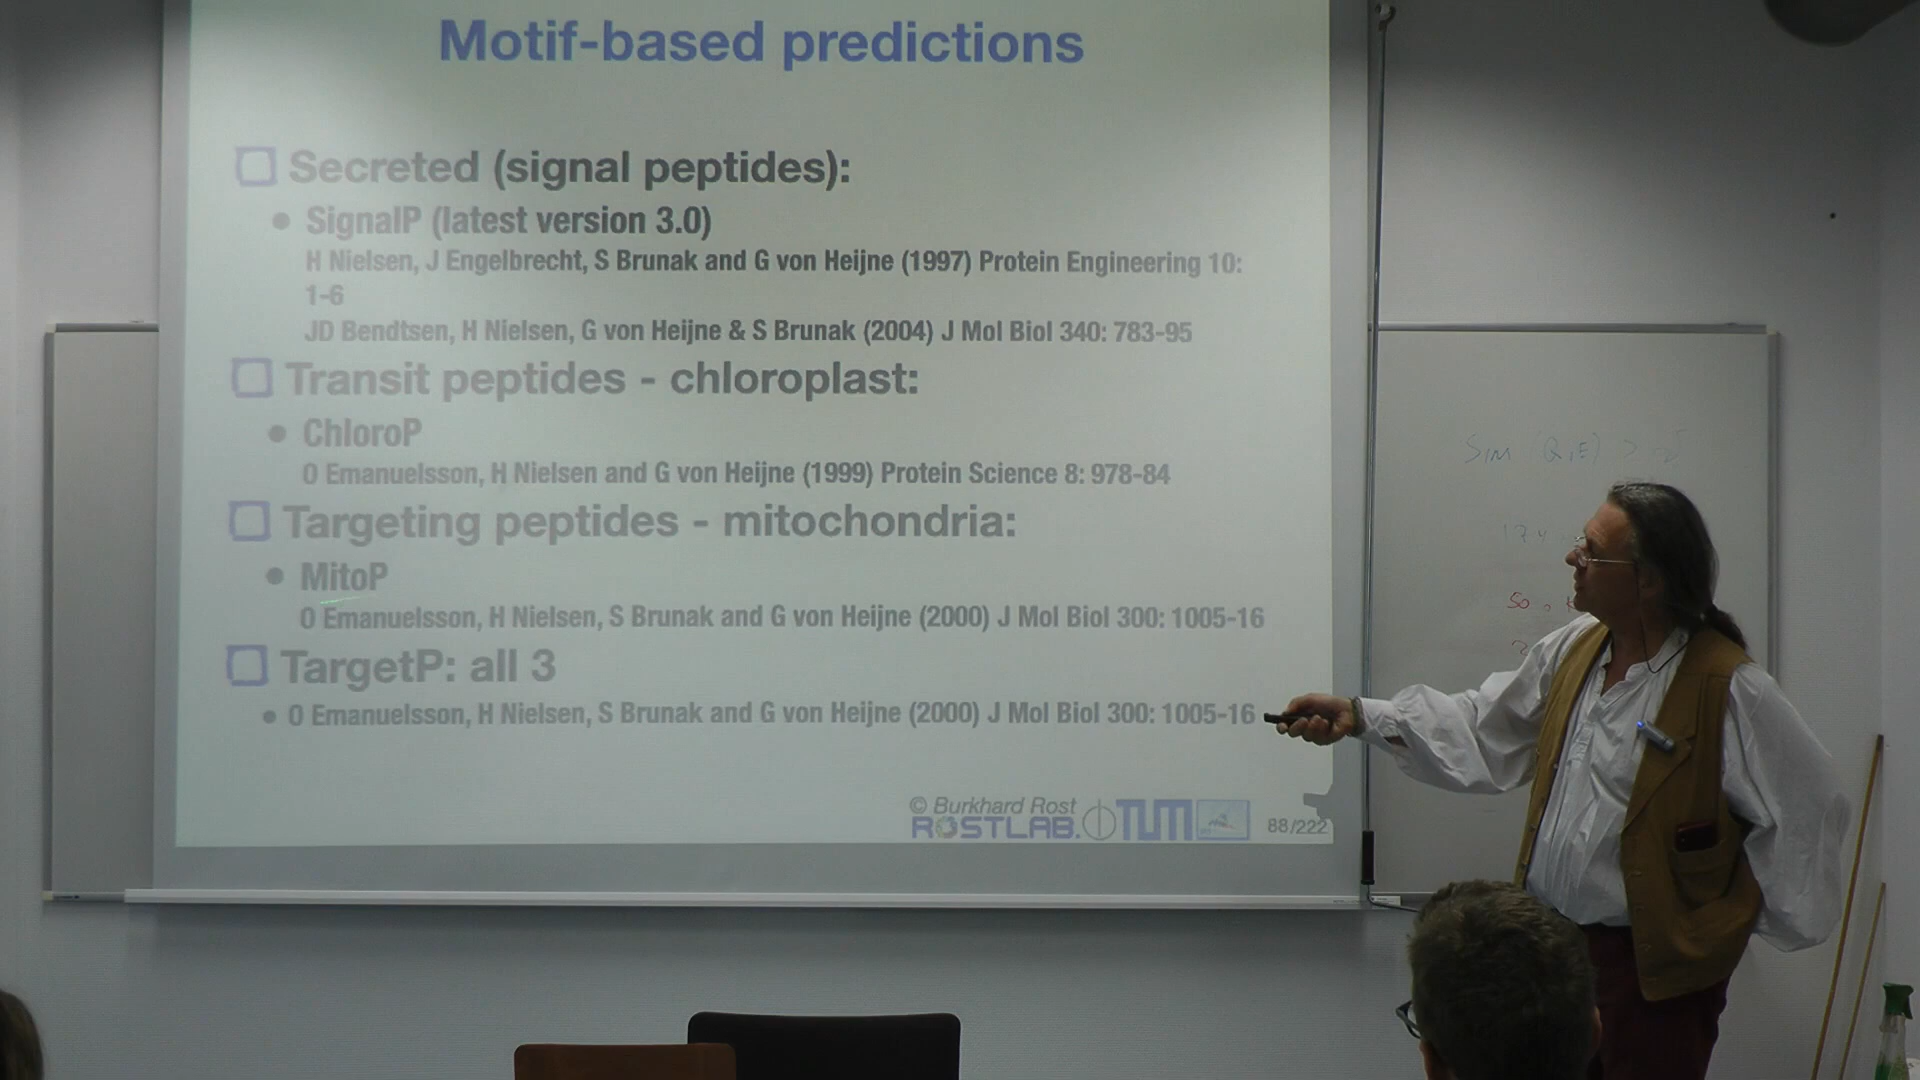 Motif-based predictions
Secreted (signal peptides):
• SignalP (latest version 3.0)
H Nielsen, J Engelbrecht, S Brunak and G von Heijne (1997) Protein Engineering 10:
1-6
JD Bendtsen, H Nielsen, G von Heijne & S Brunak (2004) J Mol Biol 340: 783-95
Transit peptides - chloroplast:
• ChloroP
O Emanuelsson, H Nielsen and G von Heijne (1999) Protein Science 8: 978-84
Targeting peptides - mitochondria:
• MitoP
O Emanuelsson, H Nielsen, S Brunak and G von Heijne (2000) J Mol Biol 300: 1005-16
TargetP: all 3
• O Emanuelsson, H Nielsen, S Brunak and G von Heijne (2000) J Mol Biol 300: 1005-16
© Burkhard Rost
ROSTLAB. TUM
88/222
SIM (Q,E) >
17
50